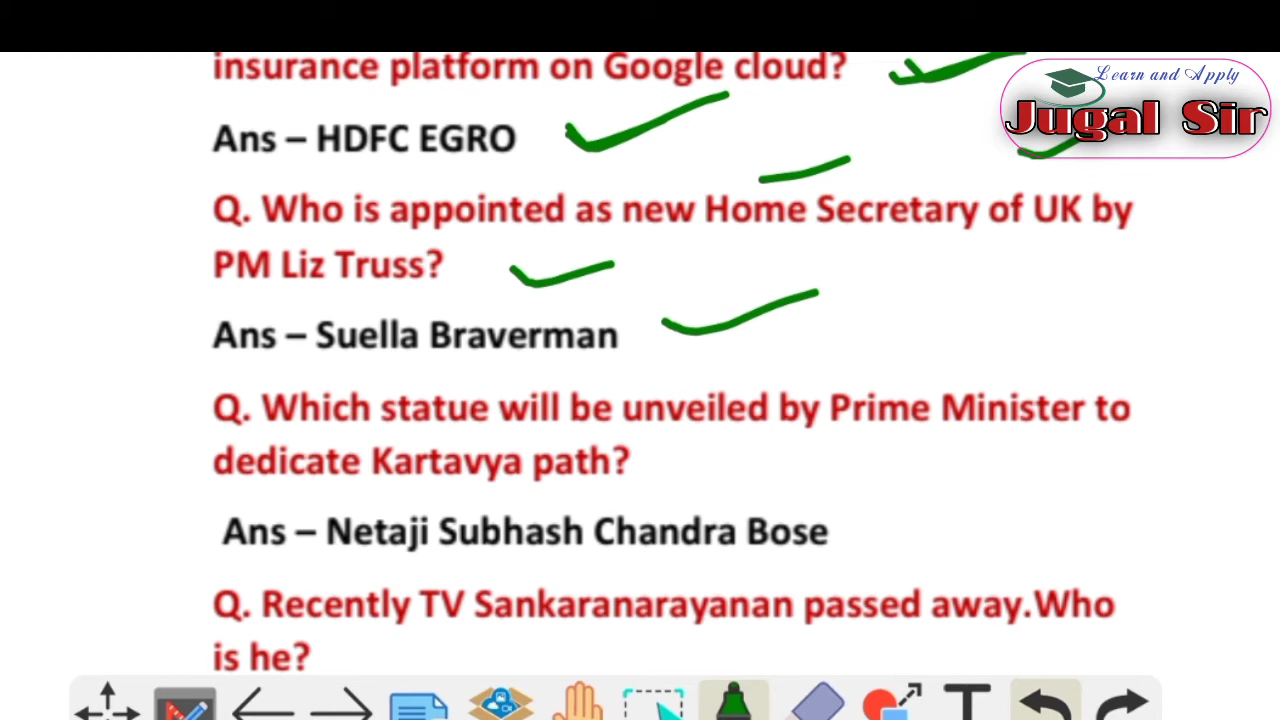 insurance platform on Google cloud?
Learn and Apply
Jugal Sir
Ans – HDFC EGRO
Q. Who is appointed as new Home Secretary of UK by
PM Liz Truss?
Ans – Suella Braverman
Q. Which statue will be unveiled by Prime Minister to
dedicate Kartavya path?
Ans – Netaji Subhash Chandra Bose
Q. Recently TV Sankaranarayanan passed away.Who
is he?